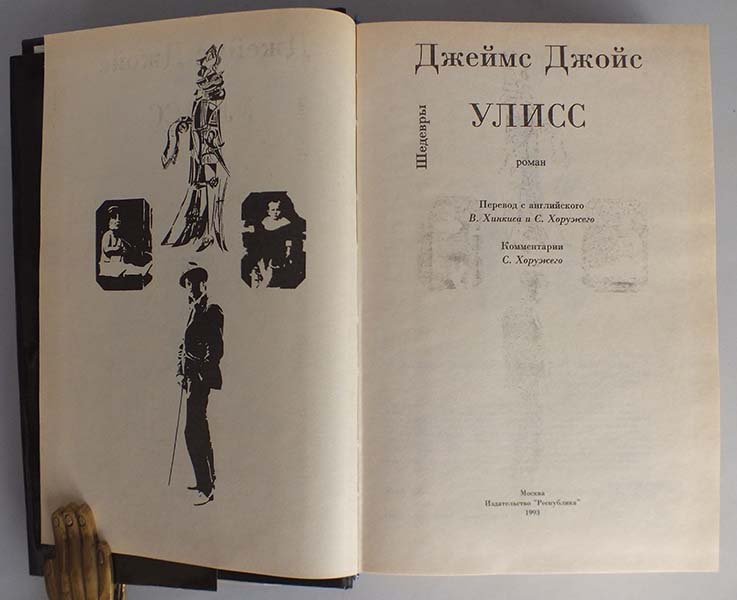 Джеймс Джойс
УЛИСС
Шедевры
роман
Перевод с английского
В. Хинкиса и С. Хоружего
Комментарии
С. Хоружего
Москва
Издательство "Республика"
1993